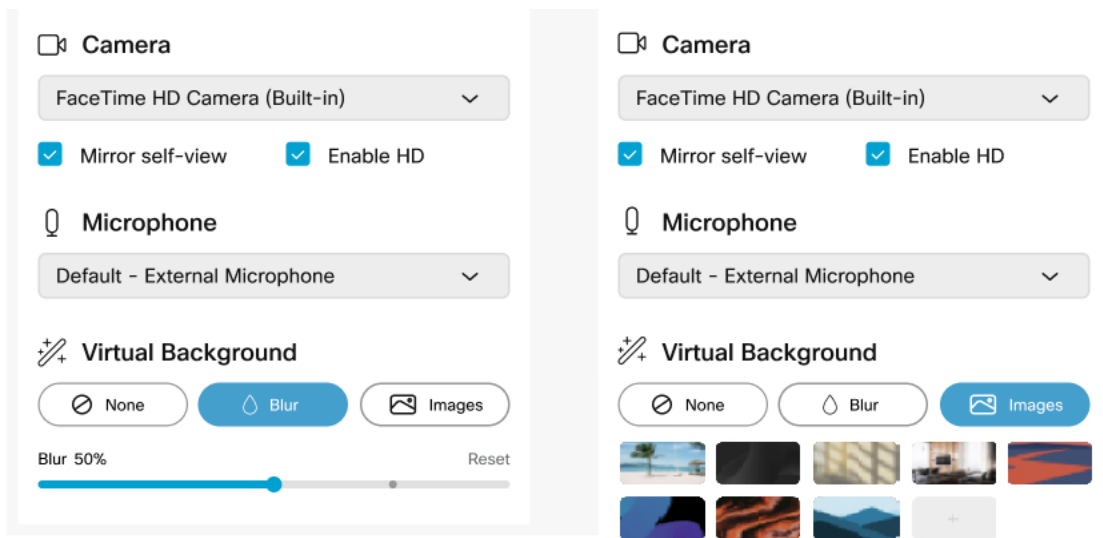 Camera
FaceTime HD Camera (Built-in)
Mirror self-view Enable HD
Microphone
Default - External Microphone
Virtual Background
None Blur Images
Blur 50% Reset
Camera
FaceTime HD Camera (Built-in)
Mirror self-view Enable HD
Microphone
Default - External Microphone
Virtual Background
None Blur Images
+